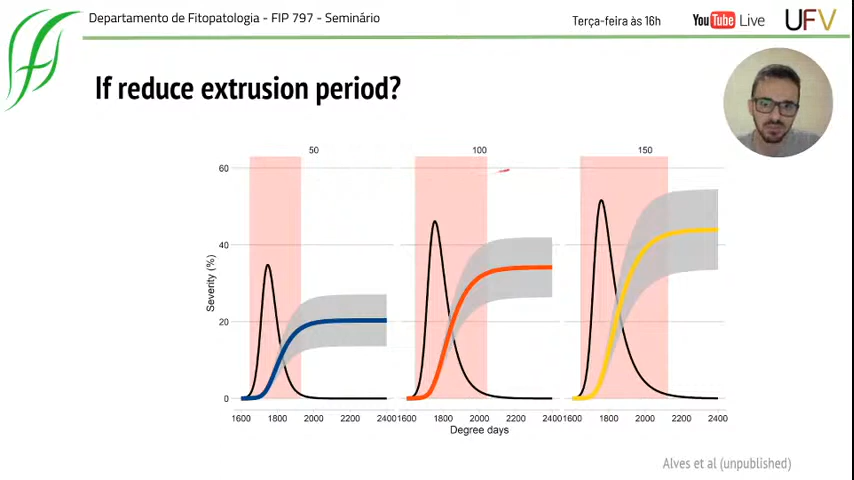 Departamento de Fitopatologia - FIP 797 - Seminário
Terça-feira às 16h
YouTube Live
UFV
If reduce extrusion period?
50
100
150
60
40
20
0
Severity (%)
1600 1800 2000 2200 2400
1600 1800 2000 2200 2400
1600 1800 2000 2200 2400
Degree days
Alves et al (unpublished)